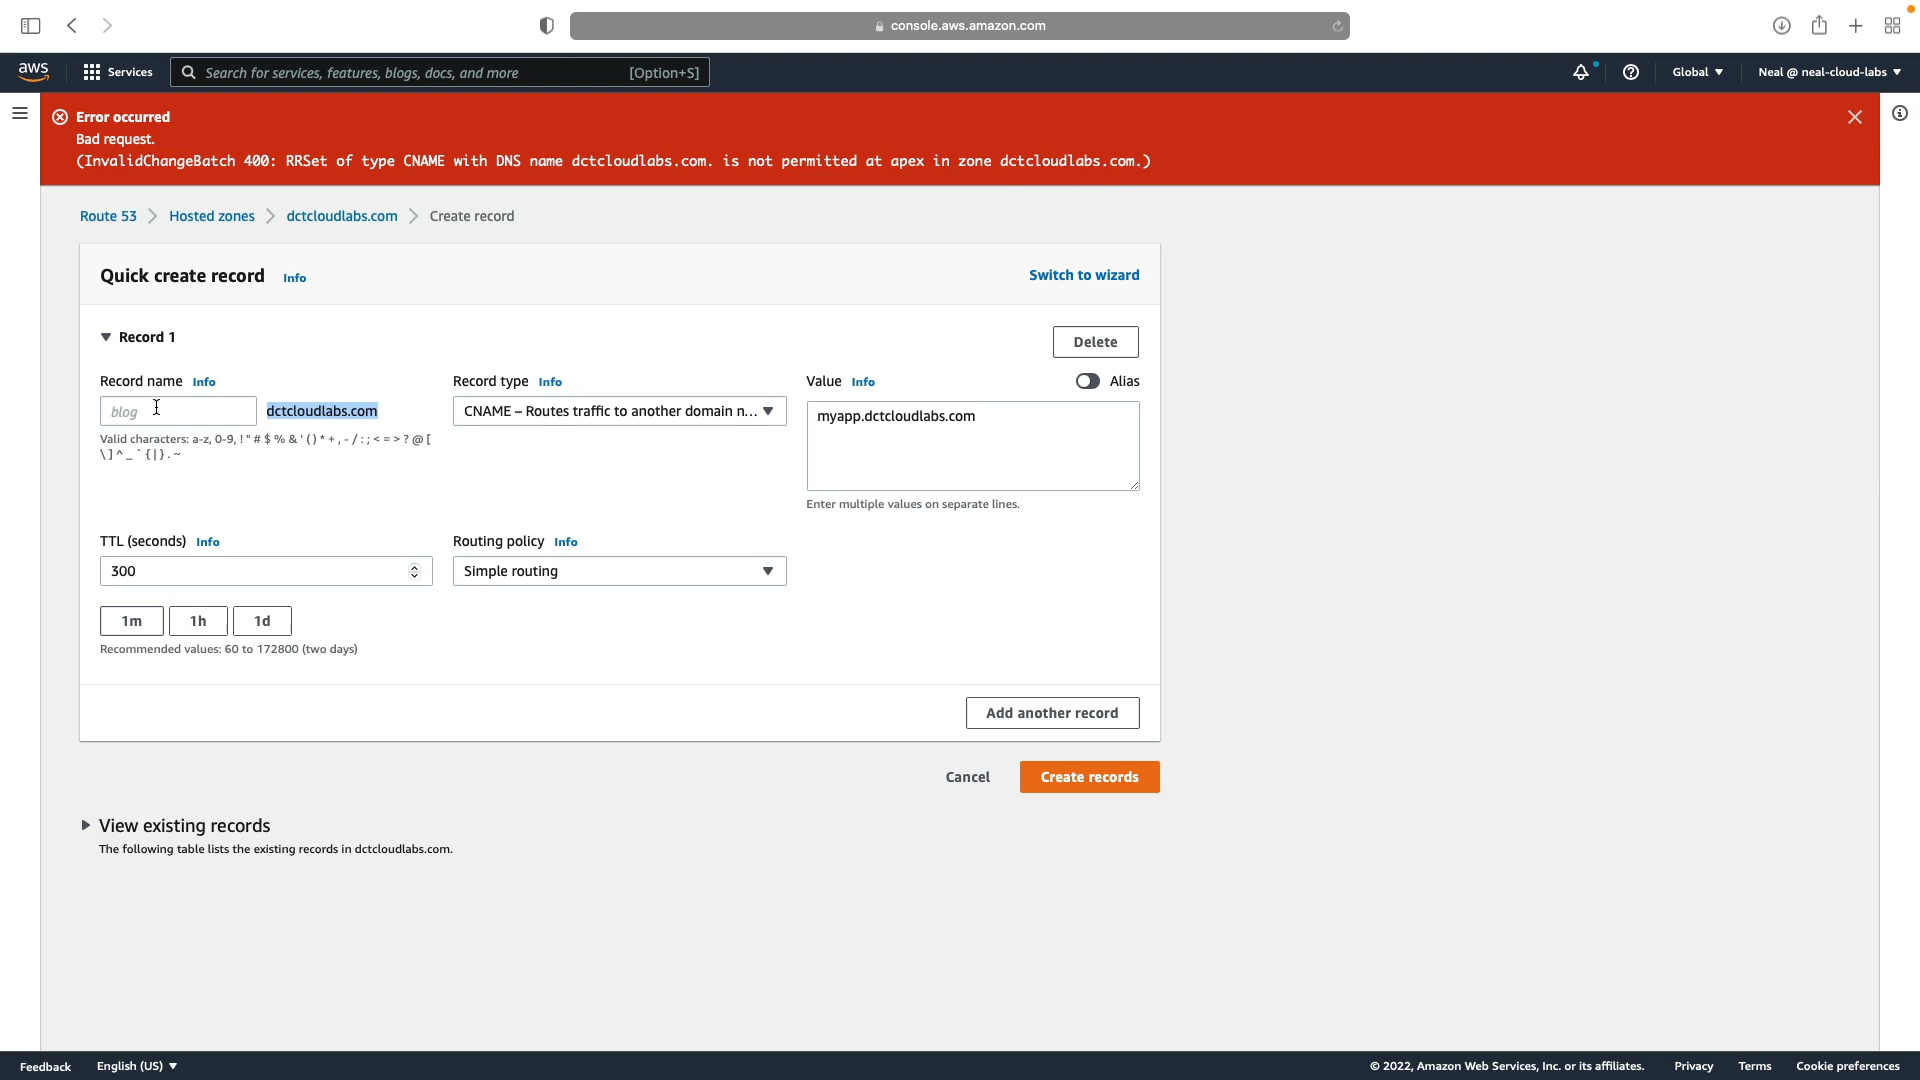 console.aws.amazon.com
aws
Services
Search for services, features, blogs, docs, and more
[Option+S]
Global
Neal @ neal-cloud-labs
Error occurred
Bad request.
(InvalidChangeBatch 400: RRSet of type CNAME with DNS name dctcloudlabs.com. is not permitted at apex in zone dctcloudlabs.com.)
Route 53
Hosted zones
dctcloudlabs.com
Create record
Quick create record Info
Switch to wizard
Record 1
Delete
Record name Info
Record type Info
Value Info
Alias
blog
dctcloudlabs.com
CNAME – Routes traffic to another domain n...
myapp.dctcloudlabs.com
Valid characters: a-z, 0-9, ! " # $ % & ' ( ) * + , - / : ; < = > ? @ [
\ ] ^ _ ` { | } . ~
Enter multiple values on separate lines.
TTL (seconds) Info
Routing policy Info
300
Simple routing
1m
1h
1d
Recommended values: 60 to 172800 (two days)
Add another record
Cancel
Create records
View existing records
The following table lists the existing records in dctcloudlabs.com.
Feedback
English (US)
© 2022, Amazon Web Services, Inc. or its affiliates.
Privacy
Terms
Cookie preferences